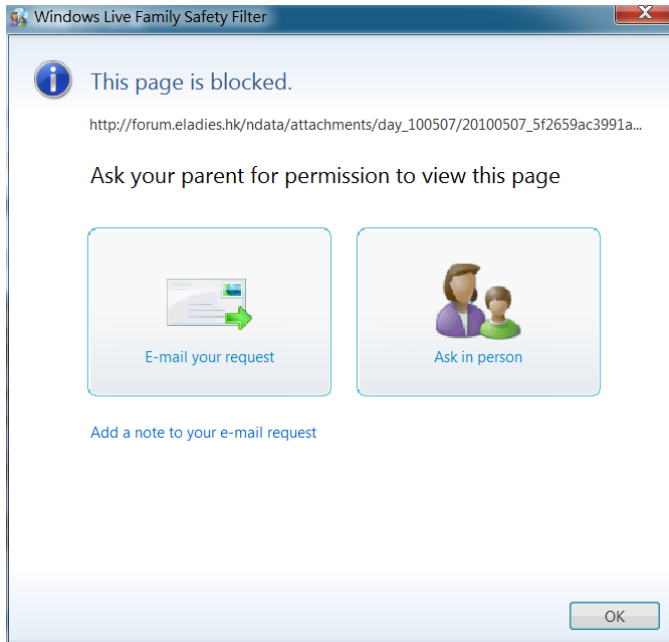 Windows Live Family Safety Filter
This page is blocked.
http://forum.eladies.hk/ndata/attachments/day_100507/20100507_5f2659ac3991a...
Ask your parent for permission to view this page
E-mail your request
Ask in person
Add a note to your e-mail request
OK